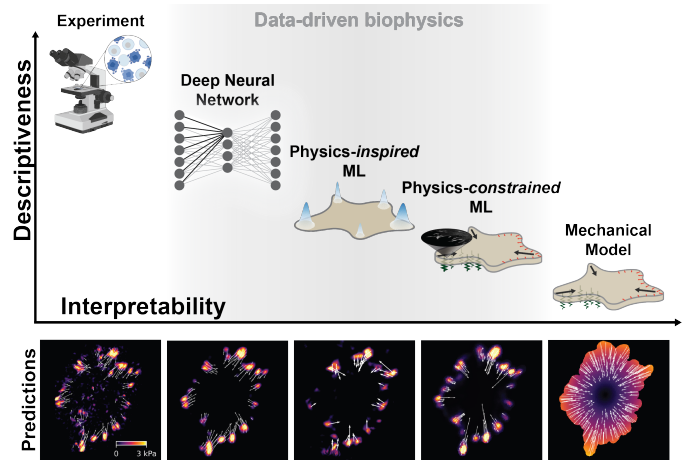 Data-driven biophysics
Experiment
Deep Neural
Network
Physics-inspired
ML
Physics-constrained
ML
Mechanical
Model
Descriptiveness
Interpretability
Predictions
0 3 kPa